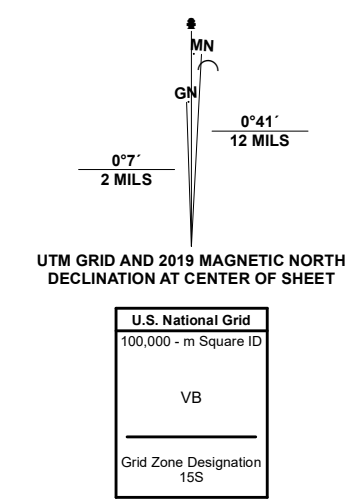 MN
GN
0°41´
12 MILS
0°7´
2 MILS
UTM GRID AND 2019 MAGNETIC NORTH
DECLINATION AT CENTER OF SHEET
U.S. National Grid
100,000 - m Square ID
VB
Grid Zone Designation
15S